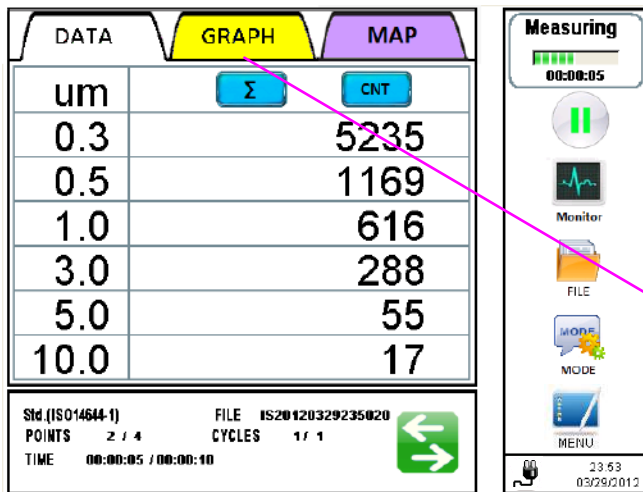 DATA GRAPH MAP
um Σ CNT
0.3 5235
0.5 1169
1.0 616
3.0 288
5.0 55
10.0 17
Std.(ISO14644-1) FILE IS20120329235020
POINTS 2 / 4 CYCLES 1 / 1
TIME 00:00:05 / 00:00:10
Measuring
00:00:05
Monitor
FILE
MODE
MODE
MENU
23:53
03/29/2012